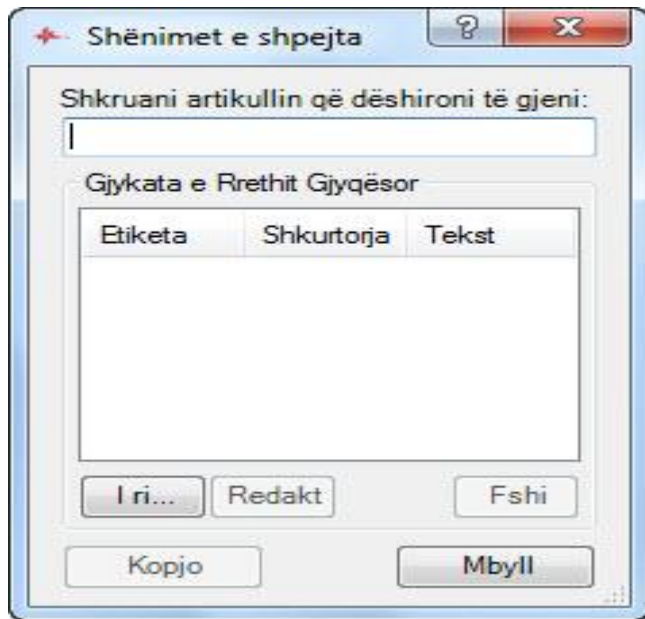 Shënimet e shpejta
Shkruani artikullin që dëshironi të gjeni:
Gjykata e Rrethit Gjyqësor
Etiketa Shkurtorja Tekst
I ri... Redakt Fshi
Kopjo Mbyll